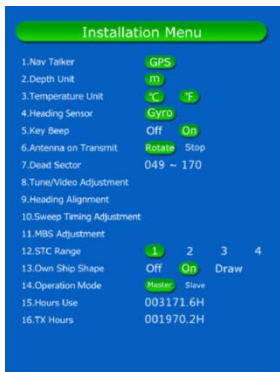 Installation Menu
1.Nav Talker GPS
2.Depth Unit m
3.Temperature Unit °C °F
4.Heading Sensor Gyro
5.Key Beep Off On
6.Antenna on Transmit Rotate Stop
7.Dead Sector 049 ~ 170
8.Tune/Video Adjustment
9.Heading Alignment
10.Sweep Timing Adjustment
11.MBS Adjustment
12.STC Range 1 2 3 4
13.Own Ship Shape Off On Draw
14.Operation Mode Master Slave
15.Hours Use 003171.6H
16.TX Hours 001970.2H